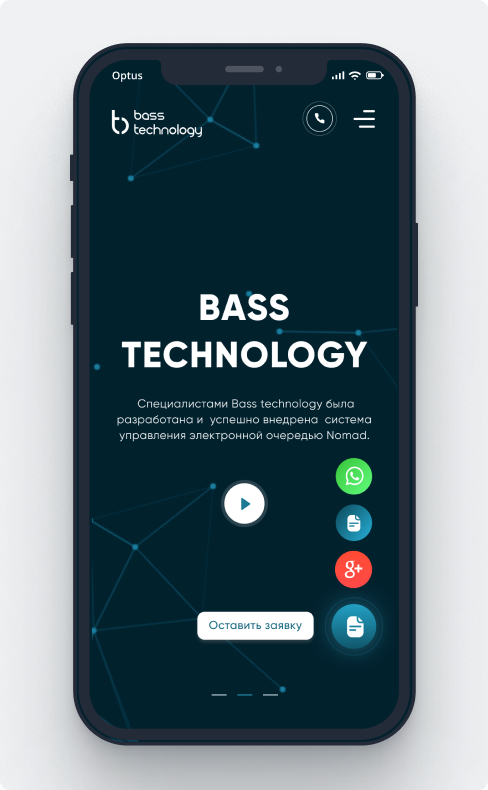 Optus
bass
technology
BASS
TECHNOLOGY
Специалистами Bass technology была
разработана и успешно внедрена система
управления электронной очередью Nomad.
g+
Оставить заявку